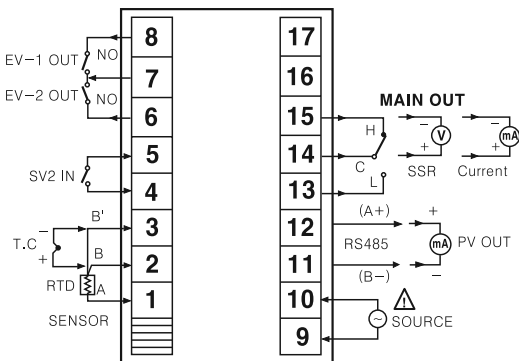 8 17
EV-1 OUT NO
7 16
EV-2 OUT NO
MAIN OUT
6 15 H
− − mA
V
5 14 + +
SV2 IN C SSR Current
4 13 L
B' (A+) +
− 3 12
T.C B RS485 mA PV OUT
+ 2 11
RTD A (B−) −
1 10
SENSOR ~ SOURCE
9